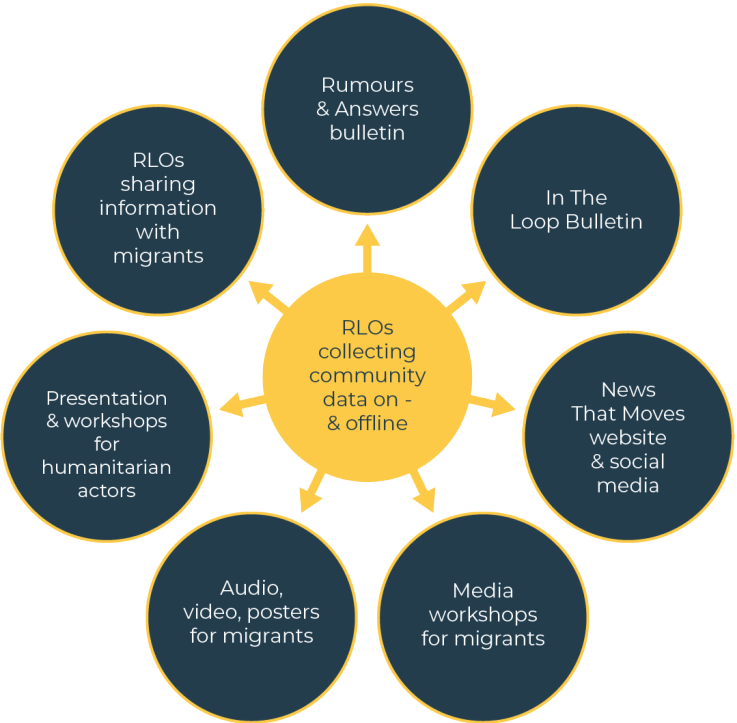 Rumours
& Answers
bulletin
In The
Loop Bulletin
News
That Moves
website
& social
media
Media
workshops
for migrants
Audio,
video, posters
for migrants
Presentation
& workshops
for
humanitarian
actors
RLOs
sharing
information
with
migrants
RLOs
collecting
community
data on -
& offline